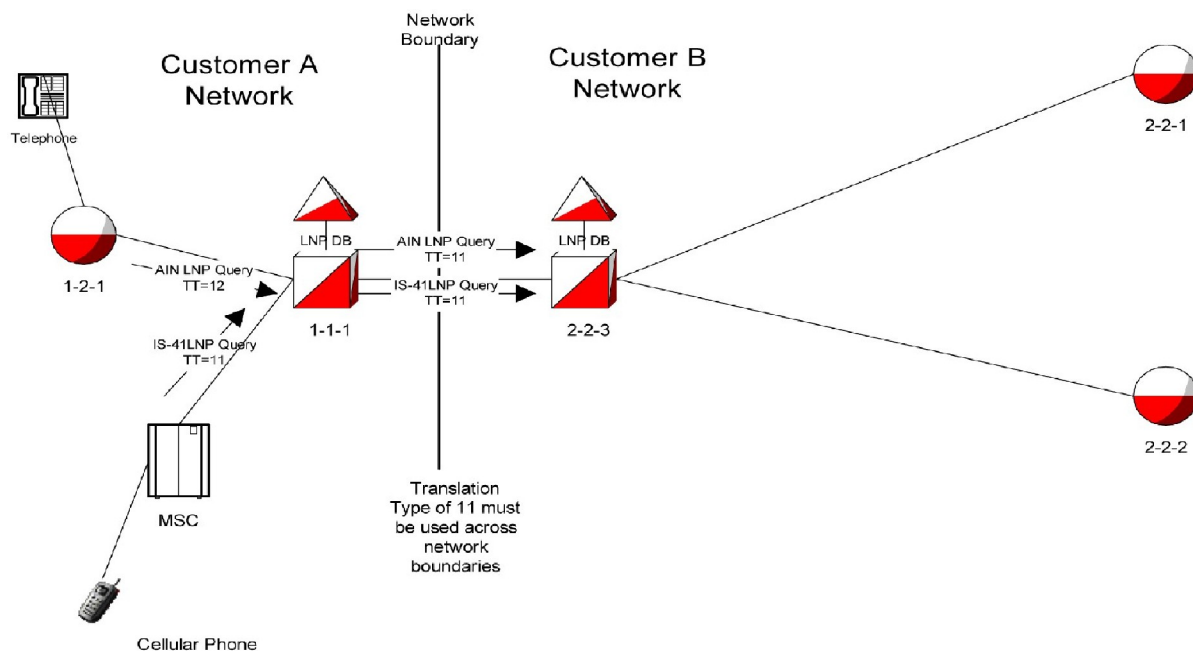 Network
Boundary
Customer A
Network
Customer B
Network
Telephone
2-2-1
LNP DB
LNP DB
AIN LNP Query
TT=11
1-2-1
AIN LNP Query
TT=12
IS-41LNP Query
TT=11
1-1-1
2-2-3
IS-41LNP Query
TT=11
2-2-2
MSC
Translation
Type of 11 must
be used across
network
boundaries
Cellular Phone